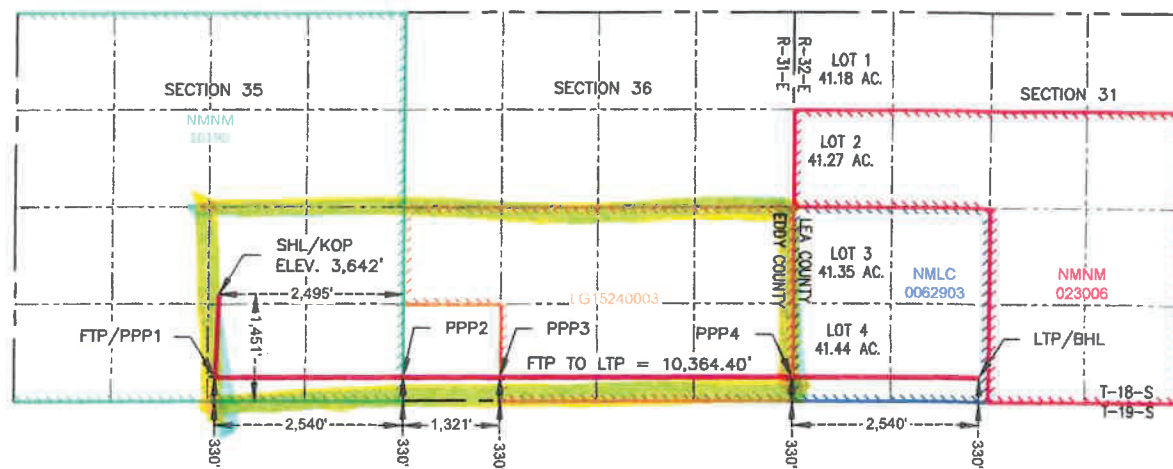 SECTION 35
SECTION 36
R-31-E
R-32-E
LOT 1
41.18 AC.
SECTION 31
NMNM
LOT 2
41.27 AC.
SHL/KOP
ELEV. 3,642'
2,495'
1,451'
EDDY COUNTY
LEA COUNTY
LOT 3
41.35 AC.
NMLC
0062903
NMNM
023006
LG15240003
FTP/PPP1
PPP2
PPP3
PPP4
LOT 4
41.44 AC.
LTP/BHL
FTP TO LTP = 10,364.40'
T-18-S
T-19-S
2,540'
1,321'
2,540'
330'
330'
330'
330'
330'